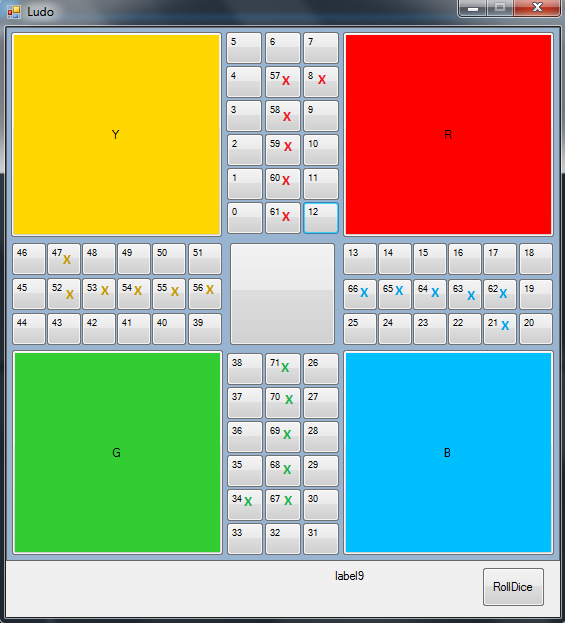 Ludo
5 6 7
4 57 X 8 X
3 58 X 9
Y R
2 59 X 10
1 60 X 11
0 61 X 12
46 47 X 48 49 50 51 13 14 15 16 17 18
45 52 X 53 X 54 X 55 X 56 X 66 X 65 X 64 X 63 X 62 X 19
44 43 42 41 40 39 25 24 23 22 21 X 20
38 71 X 26
37 70 X 27
36 69 X 28
G B
35 68 X 29
34 X 67 X 30
33 32 31
label9
RollDice